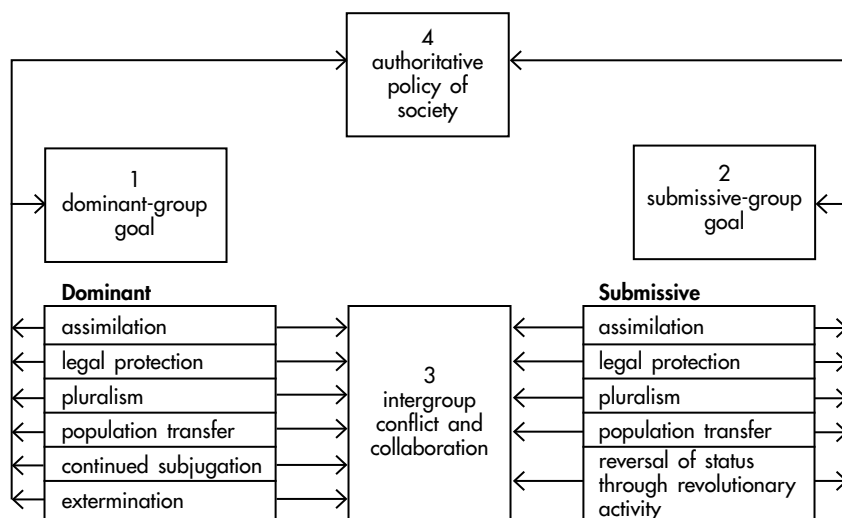 4
authoritative
policy of
society
1
dominant-group
goal
2
submissive-group
goal
Dominant
assimilation
legal protection
pluralism
population transfer
continued subjugation
extermination
3
intergroup
conflict and
collaboration
Submissive
assimilation
legal protection
pluralism
population transfer
reversal of status
through revolutionary
activity